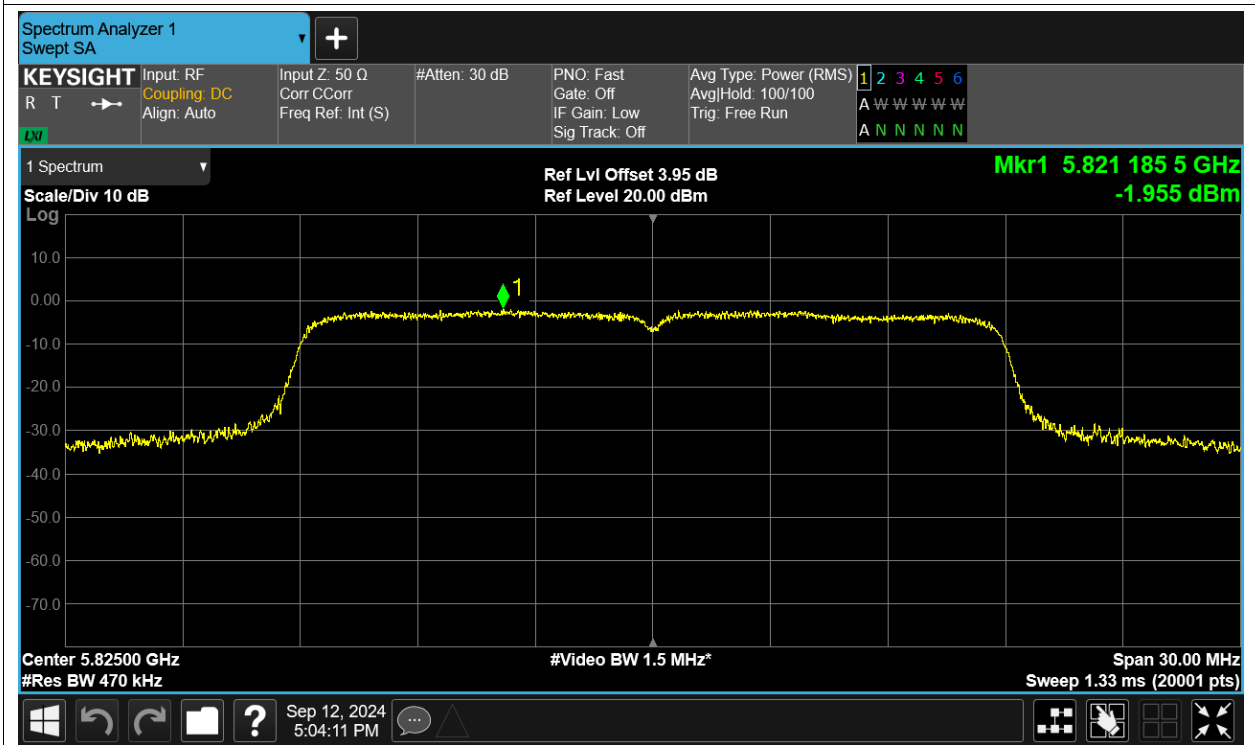 Spectrum Analyzer 1
Swept SA
+
KEYSIGHT
R T
LXI
Input: RF
Coupling: DC
Align: Auto
Input Z: 50 Ω
Corr CCorr
Freq Ref: Int (S)
#Atten: 30 dB
PNO: Fast
Gate: Off
IF Gain: Low
Sig Track: Off
Avg Type: Power (RMS)
Avg|Hold: 100/100
Trig: Free Run
1 2 3 4 5 6
A W W W W W
A N N N N N
1 Spectrum
Scale/Div 10 dB
Log
Ref Lvl Offset 3.95 dB
Ref Level 20.00 dBm
Mkr1 5.821 185 5 GHz
-1.955 dBm
10.0
0.00
-10.0
-20.0
-30.0
-40.0
-50.0
-60.0
-70.0
1
Center 5.82500 GHz
#Res BW 470 kHz
#Video BW 1.5 MHz*
Span 30.00 MHz
Sweep 1.33 ms (20001 pts)
?
Sep 12, 2024
5:04:11 PM